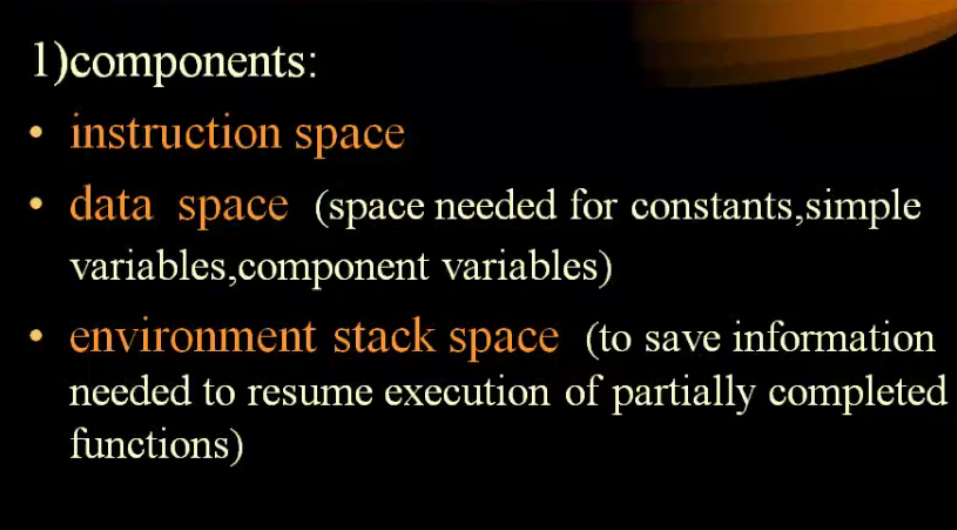 1)components:
• instruction space
• data space (space needed for constants,simple
variables,component variables)
• environment stack space (to save information
needed to resume execution of partially completed
functions)